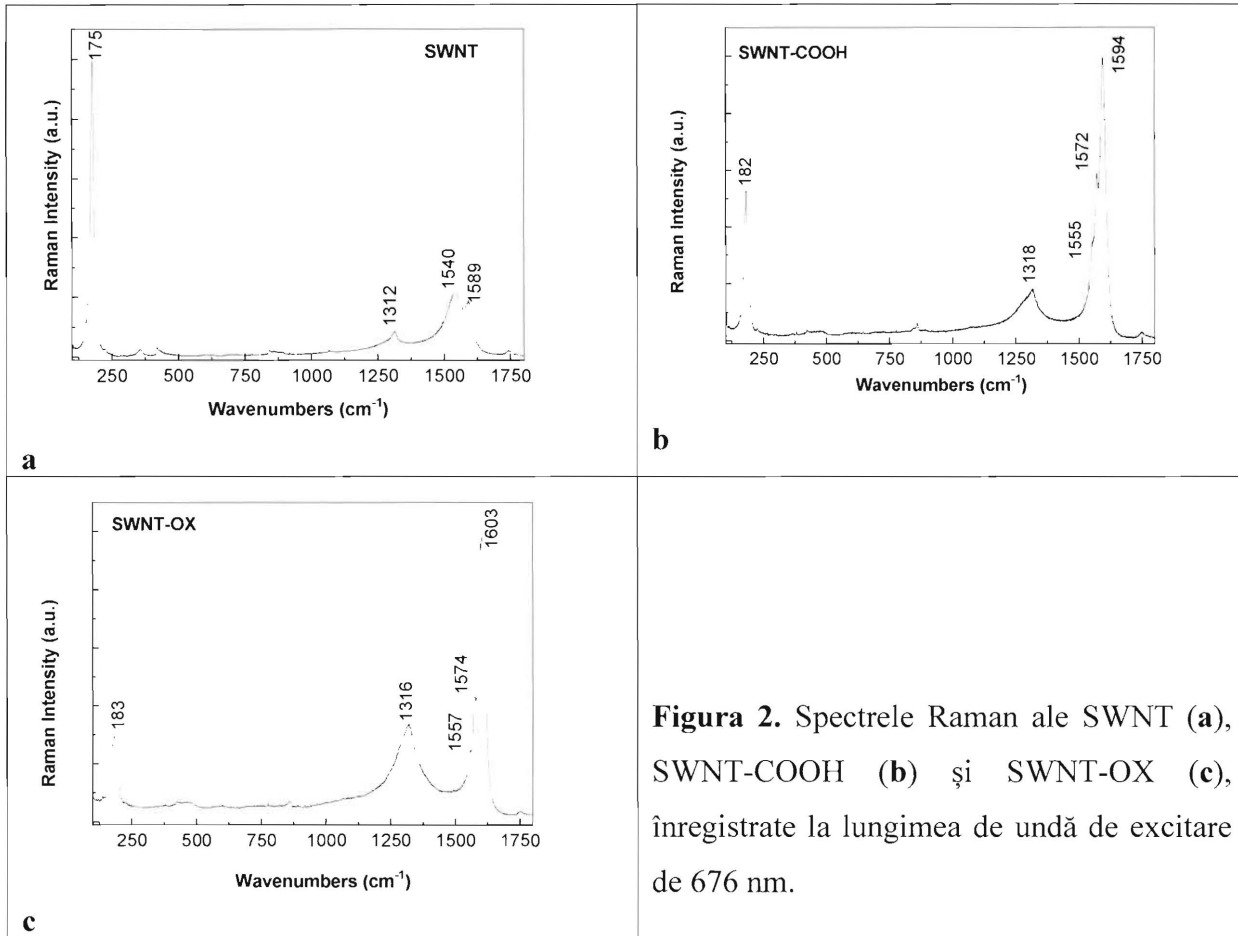 175
SWNT
1312
1540
1589
Raman Intensity (a.u.)
250 500 750 1000 1250 1500 1750
Wavenumbers (cm⁻¹)
a
SWNT-COOH
182
1318
1555
1572
1594
Raman Intensity (a.u.)
250 500 750 1000 1250 1500 1750
Wavenumbers (cm⁻¹)
b
SWNT-OX
183
1316
1557
1574
1603
Raman Intensity (a.u.)
250 500 750 1000 1250 1500 1750
Wavenumbers (cm⁻¹)
c
Figura 2. Spectrele Raman ale SWNT (a),
SWNT-COOH (b) și SWNT-OX (c),
înregistrate la lungimea de undă de excitare
de 676 nm.